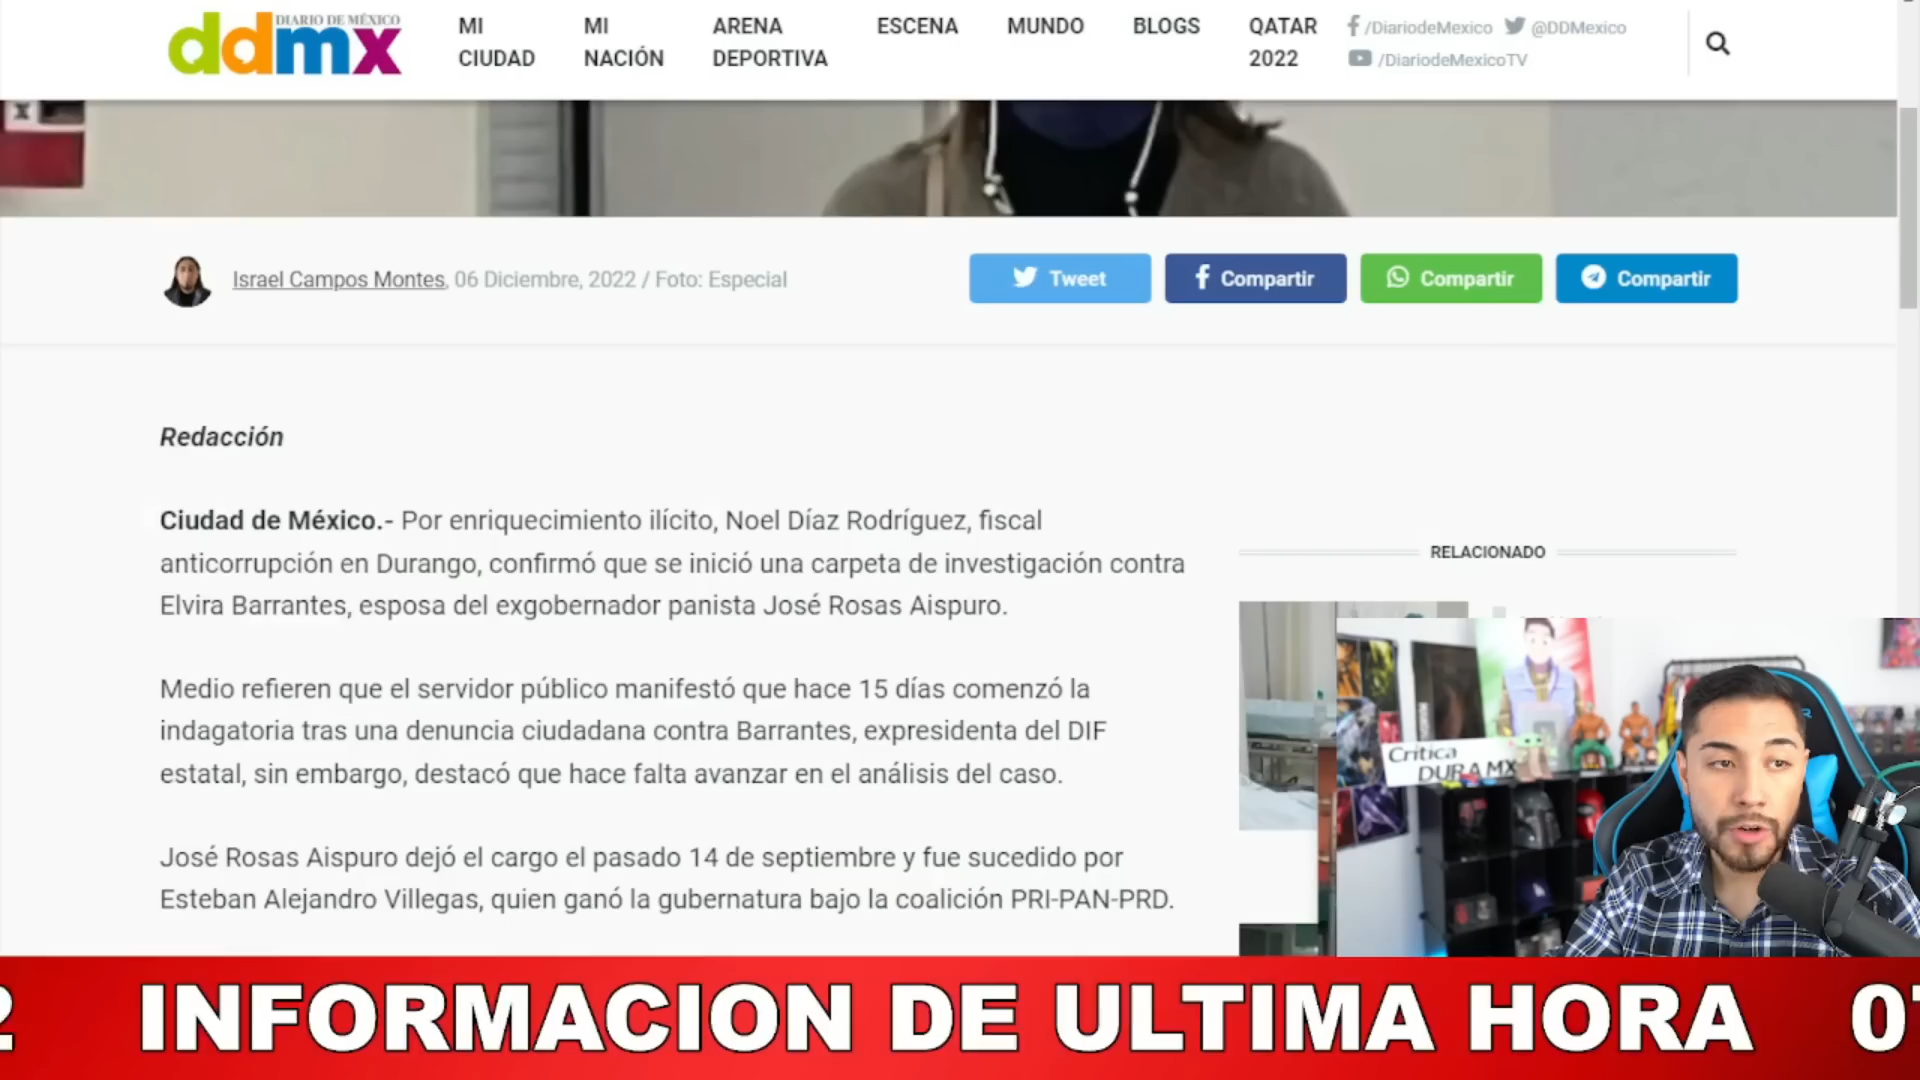 DIARIO DE MÉXICO
ddmx
MI CIUDAD
MI NACIÓN
ARENA DEPORTIVA
ESCENA
MUNDO
BLOGS
QATAR 2022
/DiariodeMexico @DDMexico
/DiariodeMexicoTV
Israel Campos Montes, 06 Diciembre, 2022 / Foto: Especial
Tweet
Compartir
Compartir
Compartir
Redacción
Ciudad de México.- Por enriquecimiento ilícito, Noel Díaz Rodríguez, fiscal
anticorrupción en Durango, confirmó que se inició una carpeta de investigación contra
Elvira Barrantes, esposa del exgobernador panista José Rosas Aispuro.
RELACIONADO
Medio refieren que el servidor público manifestó que hace 15 días comenzó la
indagatoria tras una denuncia ciudadana contra Barrantes, expresidenta del DIF
estatal, sin embargo, destacó que hace falta avanzar en el análisis del caso.
José Rosas Aispuro dejó el cargo el pasado 14 de septiembre y fue sucedido por
Esteban Alejandro Villegas, quien ganó la gubernatura bajo la coalición PRI-PAN-PRD.
Crítica
DURA MX
2 INFORMACION DE ULTIMA HORA 07